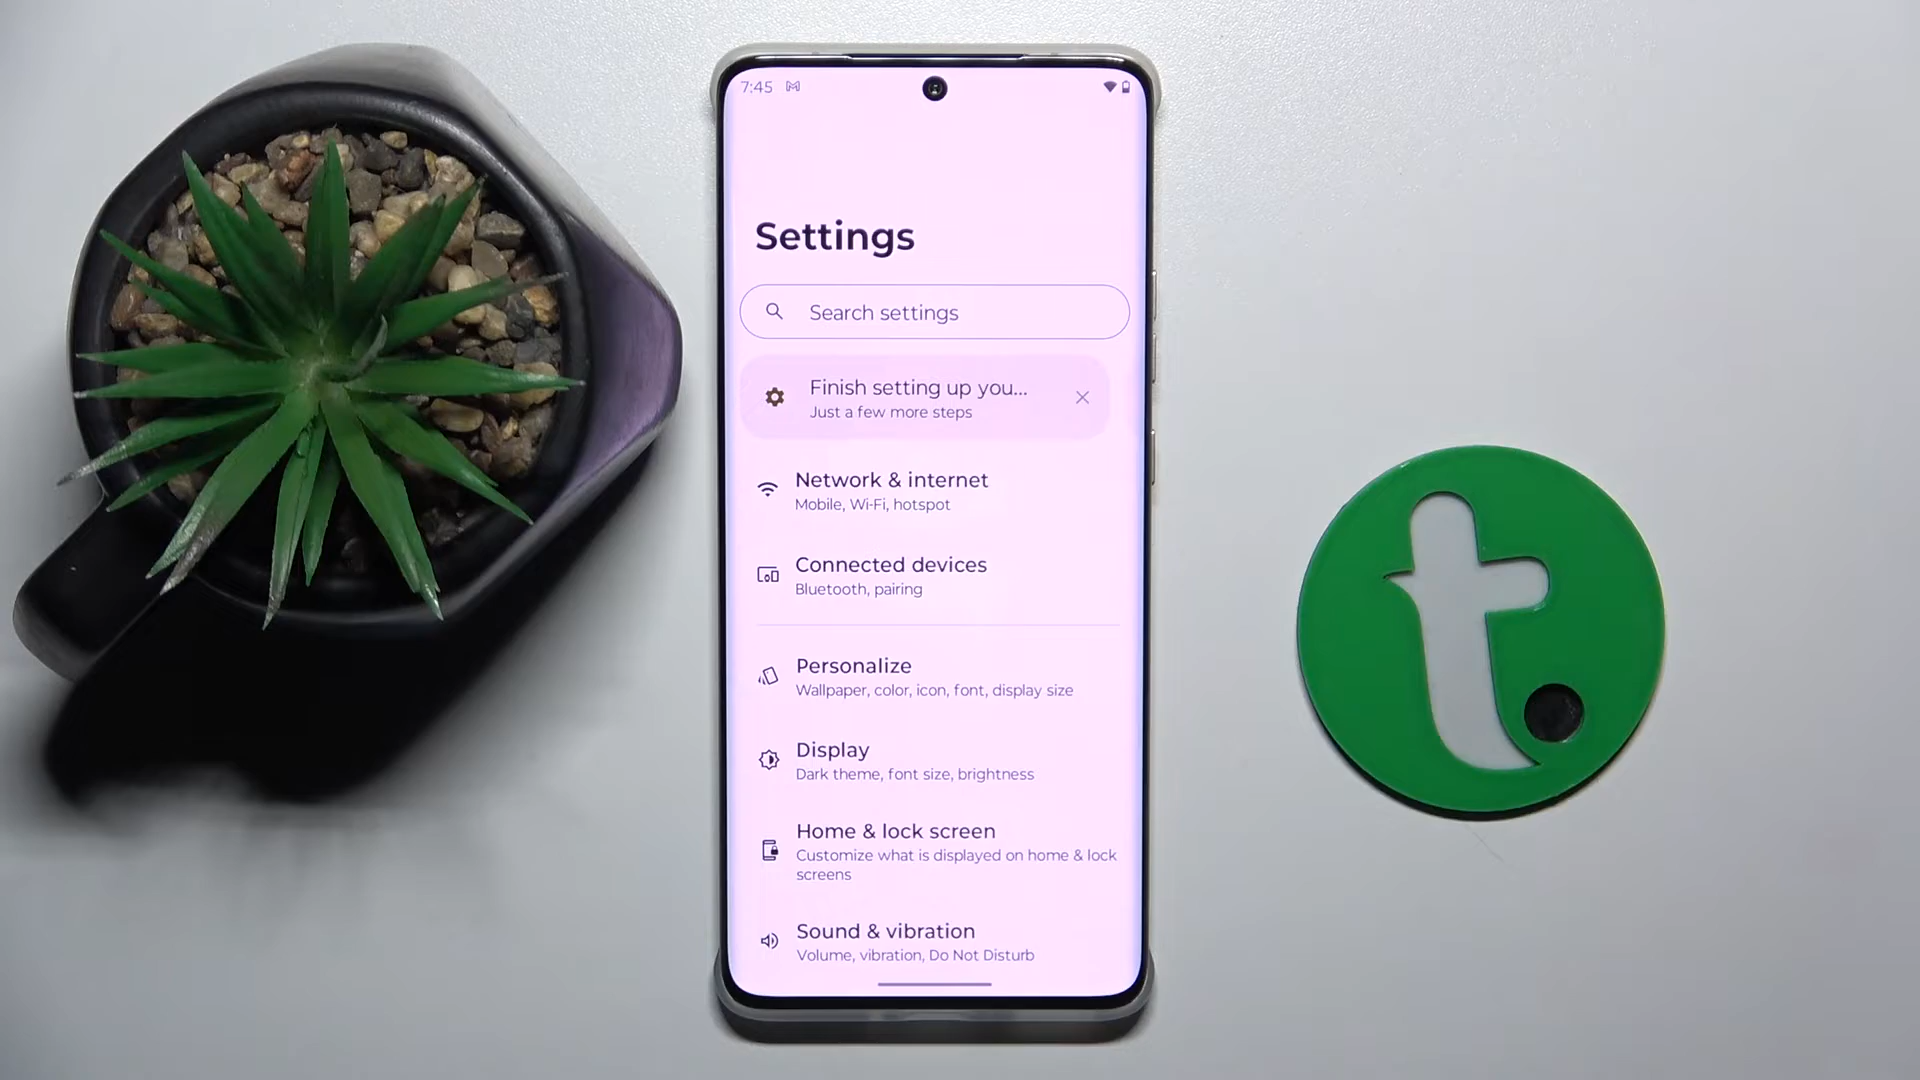 7:45
Settings
Search settings
Finish setting up you...
Just a few more steps
Network & internet
Mobile, Wi-Fi, hotspot
Connected devices
Bluetooth, pairing
Personalize
Wallpaper, color, icon, font, display size
Display
Dark theme, font size, brightness
Home & lock screen
Customize what is displayed on home & lock
screens
Sound & vibration
Volume, vibration, Do Not Disturb
t.